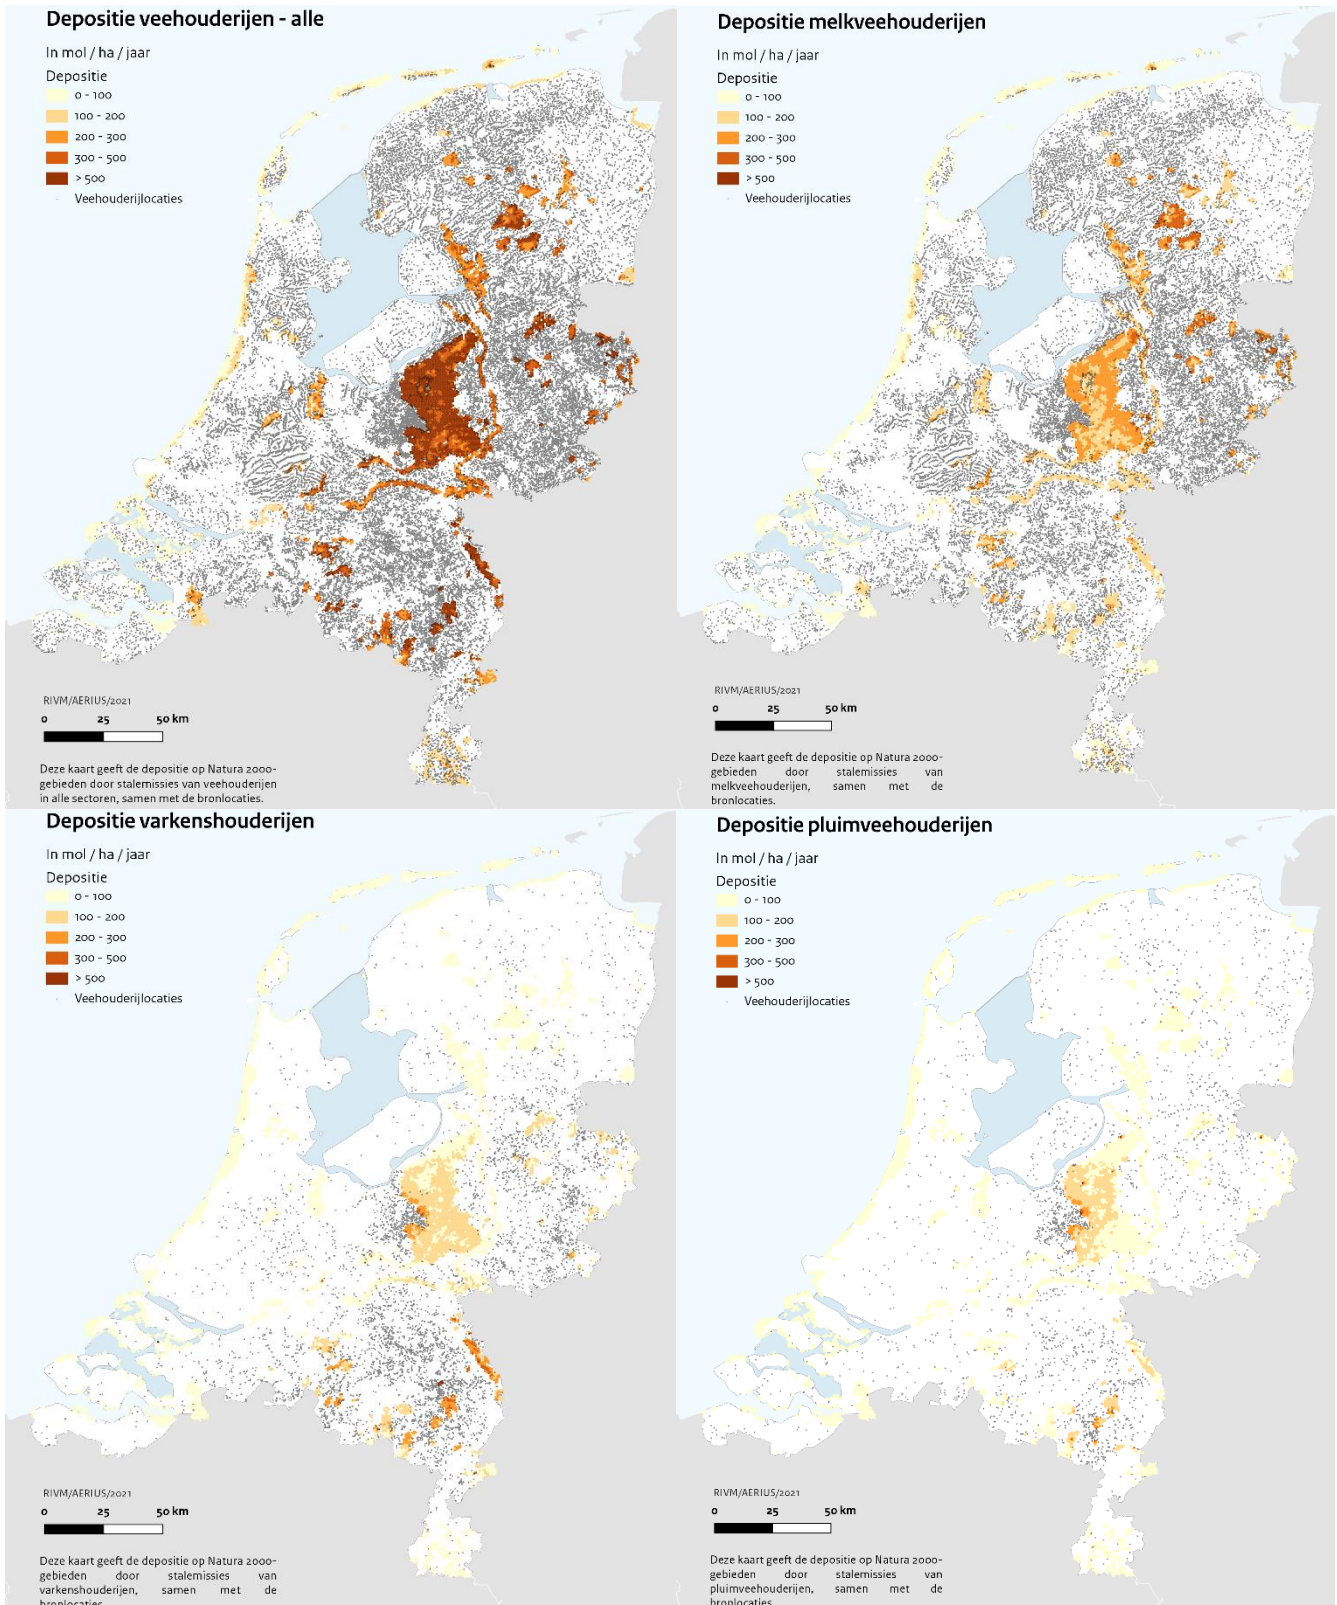 Depositie veehouderijen - alle
In mol / ha / jaar
Depositie
0 - 100
100 - 200
200 - 300
300 - 500
> 500
Veehouderijlocaties
RIVM/AERIUS/2021
0 25 50 km
Deze kaart geeft de depositie op Natura 2000-
gebieden door stalemissies van veehouderijen
in alle sectoren, samen met de bronlocaties.
Depositie melkveehouderijen
In mol / ha / jaar
Depositie
0 - 100
100 - 200
200 - 300
300 - 500
> 500
Veehouderijlocaties
RIVM/AERIUS/2021
0 25 50 km
Deze kaart geeft de depositie op Natura 2000-
gebieden door stalemissies van
melkveehouderijen, samen met de
bronlocaties.
Depositie varkenshouderijen
In mol / ha / jaar
Depositie
0 - 100
100 - 200
200 - 300
300 - 500
> 500
Veehouderijlocaties
RIVM/AERIUS/2021
0 25 50 km
Deze kaart geeft de depositie op Natura 2000-
gebieden door stalemissies van
varkenshouderijen, samen met de
bronlocaties
Depositie pluimveehouderijen
In mol / ha / jaar
Depositie
0 - 100
100 - 200
200 - 300
300 - 500
> 500
Veehouderijlocaties
RIVM/AERIUS/2021
0 25 50 km
Deze kaart geeft de depositie op Natura 2000-
gebieden door stalemissies van
pluimveehouderijen, samen met de
bronlocaties